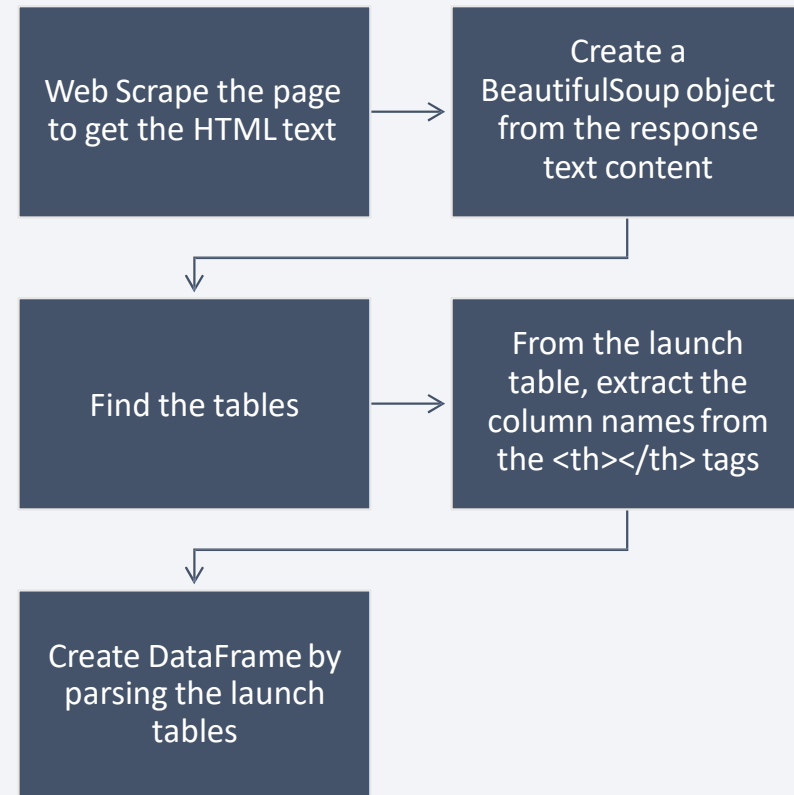 Web Scrape the page
to get the HTML text
Create a
BeautifulSoup object
from the response
text content
Find the tables
From the launch
table, extract the
column names from
the <th></th> tags
Create DataFrame by
parsing the launch
tables